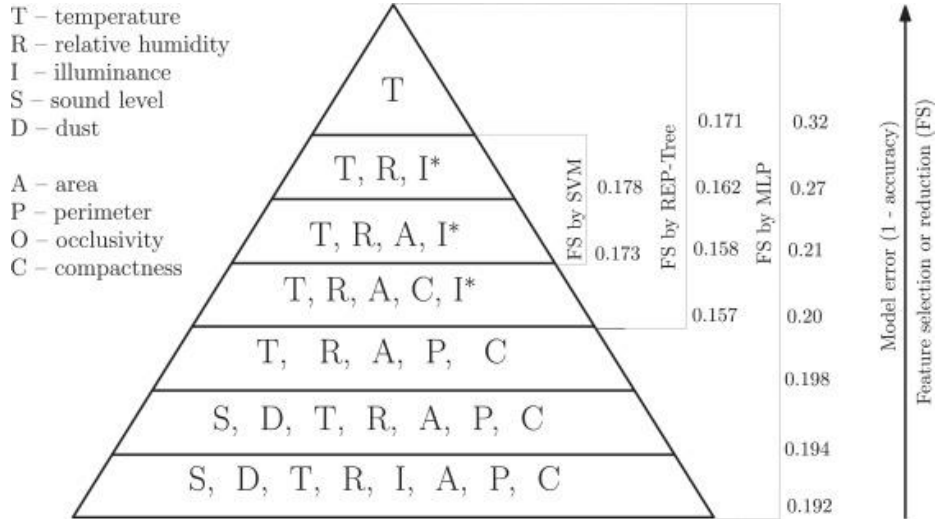 T – temperature
R – relative humidity
I – illuminance
S – sound level
D – dust
A – area
P – perimeter
O – occlusivity
C – compactness
T
T, R, I*
T, R, A, I*
T, R, A, C, I*
T, R, A, P, C
S, D, T, R, A, P, C
S, D, T, R, I, A, P, C
FS by SVM
0.178
0.173
FS by REP-Tree
0.171
0.162
0.158
0.157
FS by MLP
0.32
0.27
0.21
0.20
0.198
0.194
0.192
Model error (1 - accuracy)
Feature selection or reduction (FS)